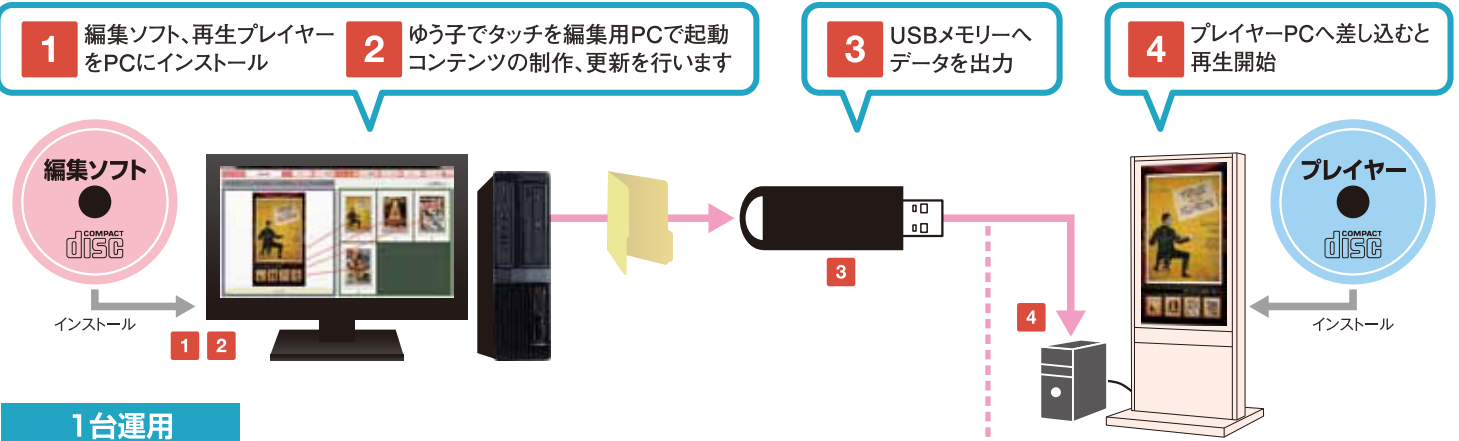 1
編集ソフト、再生プレイヤー
をPCにインストール
2
ゆう子でタッチを編集用PCで起動
コンテンツの制作、更新を行います
3
USBメモリーへ
データを出力
4
プレイヤーPCへ差し込むと
再生開始
編集ソフト
COMPACT
disc
インストール
1 2
3
4
プレイヤー
COMPACT
disc
インストール
1台運用